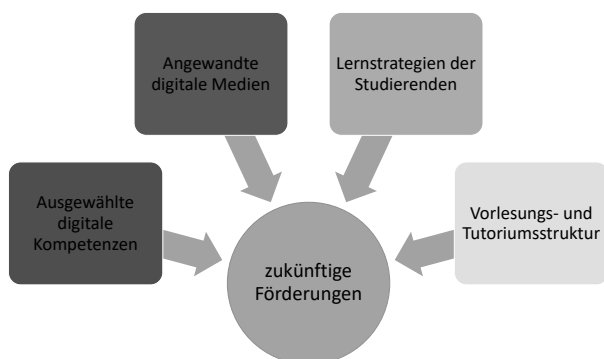 Angewandte
digitale Medien
Lernstrategien der
Studierenden
Ausgewählte
digitale
Kompetenzen
Vorlesungs- und
Tutoriumsstruktur
zukünftige
Förderungen